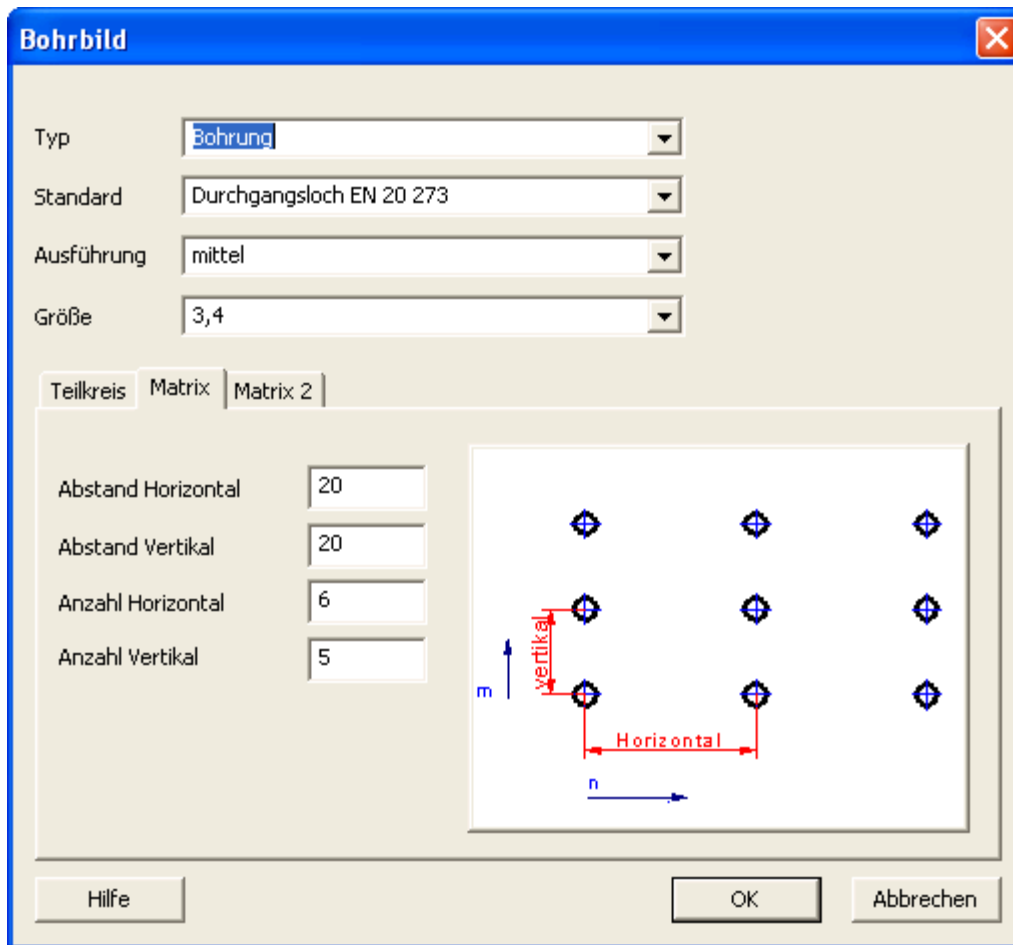 Bohrbild
Typ Bohrung
Standard Durchgangsloch EN 20 273
Ausführung mittel
Größe 3,4
Teilkreis Matrix Matrix 2
Abstand Horizontal 20
Abstand Vertikal 20
Anzahl Horizontal 6
Anzahl Vertikal 5
vertikal
m
Horizontal
n
Hilfe OK Abbrechen